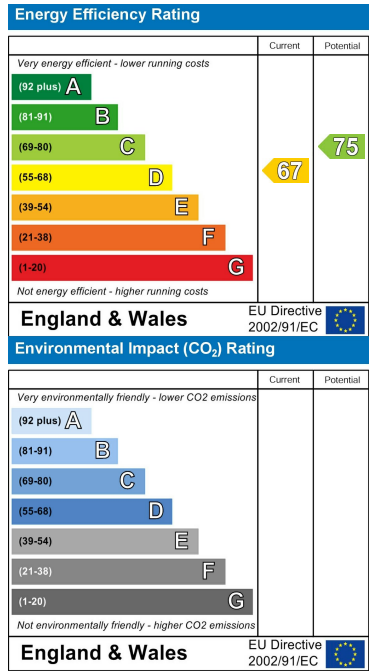 Energy Efficiency Rating
Current Potential
Very energy efficient - lower running costs
(92 plus) A
(81-91) B
(69-80) C
75
(55-68) D
67
(39-54) E
(21-38) F
(1-20) G
Not energy efficient - higher running costs
England & Wales
EU Directive
2002/91/EC
Environmental Impact (CO₂) Rating
Current Potential
Very environmentally friendly - lower CO2 emissions
(92 plus) A
(81-91) B
(69-80) C
(55-68) D
(39-54) E
(21-38) F
(1-20) G
Not environmentally friendly - higher CO2 emissions
England & Wales
EU Directive
2002/91/EC